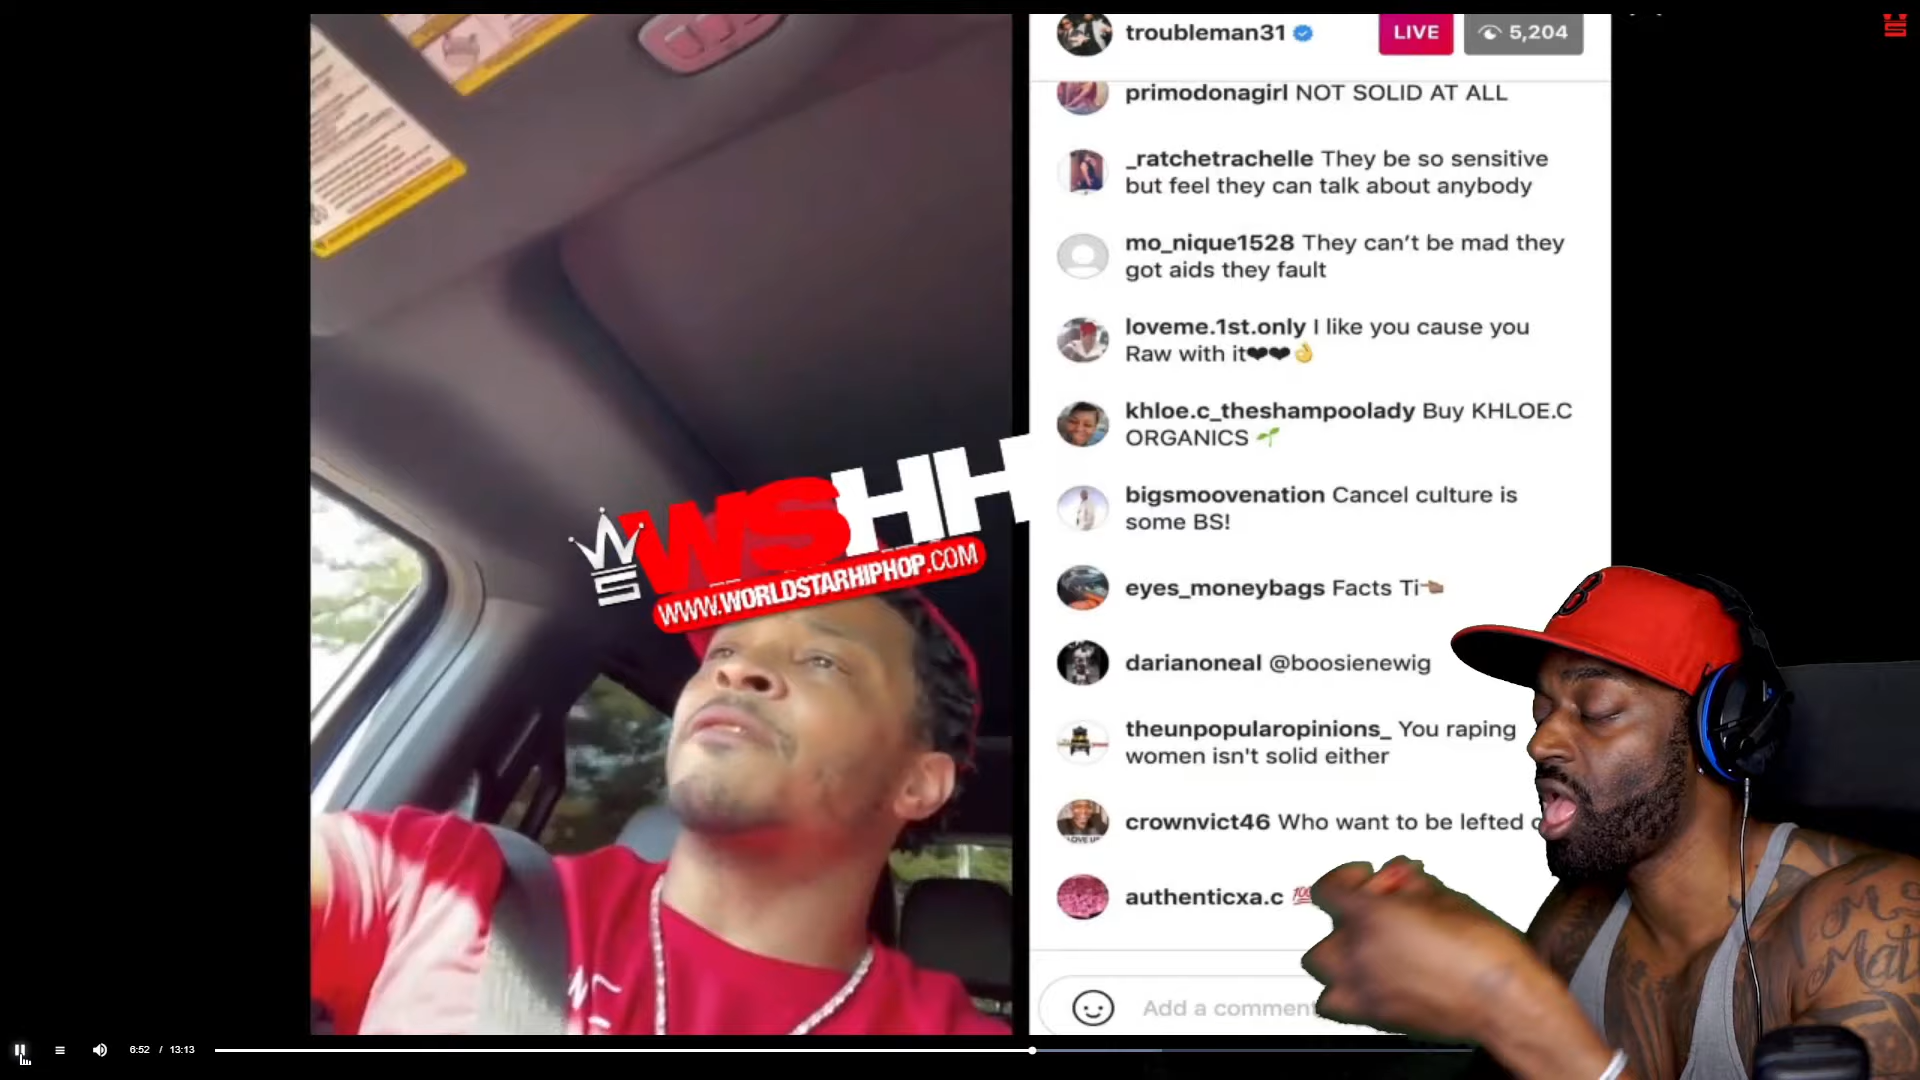 troubleman31
LIVE
5,204
primodonagirl NOT SOLID AT ALL
_ratchetrachelle They be so sensitive
but feel they can talk about anybody
mo_nique1528 They can't be mad they
got aids they fault
loveme.1st.only I like you cause you
Raw with it❤❤👌
khloe.c_theshampoolady Buy KHLOE.C
ORGANICS 🌱
bigsmoovenation Cancel culture is
some BS!
eyes_moneybags Facts Ti
darianoneal @boosienewig
theunpopularopinions_ You raping
women isn't solid either
crownvict46 Who want to be lefted
authenticxa.c 💯
Add a comment
WSHH
WWW.WORLDSTARHIPHOP.COM
B
6:52 / 13:13